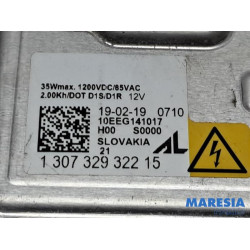 35Wmax. 1200VDC/85VAC
2.00Kh/DOT D1S/D1R 12V
19-02-19 0710
10EEG141017
H00 S0000
SLOVAKIA
21
AL
1 307 329 322 15
MARESIA